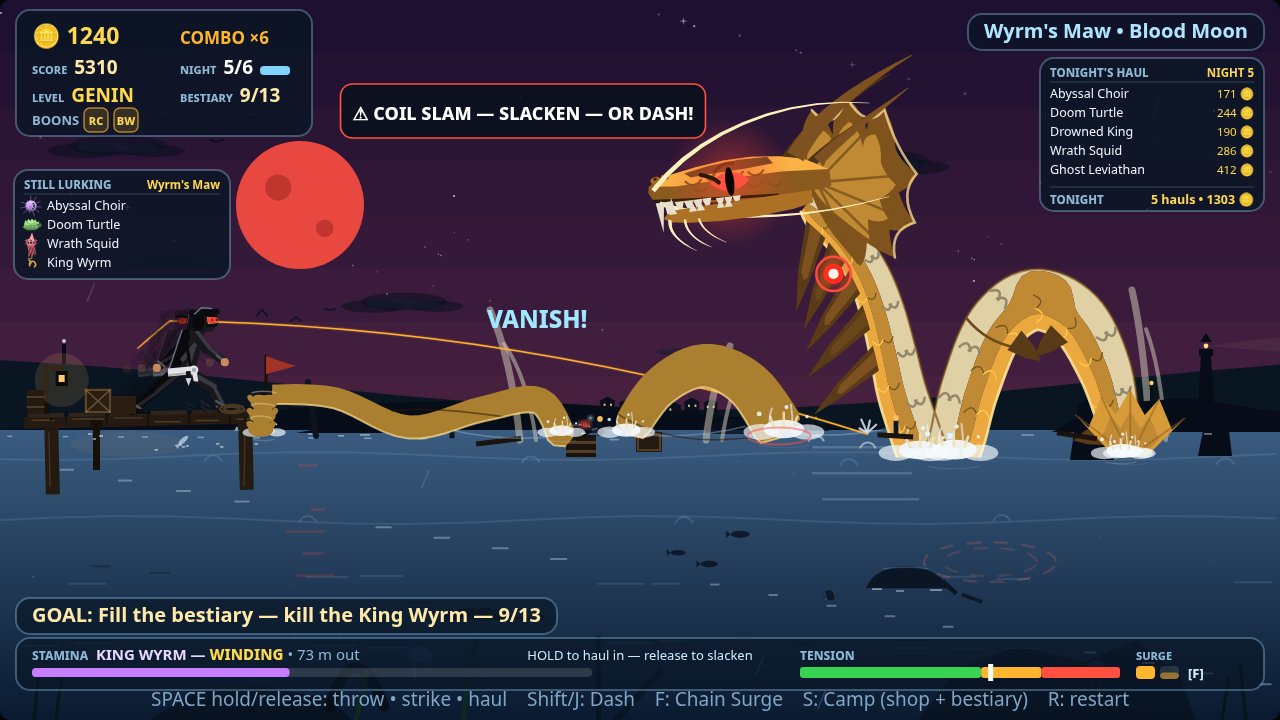 🪙 1240 COMBO ×6
SCORE 5310 NIGHT 5/6
LEVEL GENIN BESTIARY 9/13
BOONS RC BW
Wyrm's Maw • Blood Moon
TONIGHT'S HAUL NIGHT 5
Abyssal Choir 171 🪙
Doom Turtle 244 🪙
Drowned King 190 🪙
Wrath Squid 286 🪙
Ghost Leviathan 412 🪙
TONIGHT 5 hauls • 1303 🪙
⚠ COIL SLAM — SLACKEN — OR DASH!
STILL LURKING Wyrm's Maw
Abyssal Choir
Doom Turtle
Wrath Squid
King Wyrm
VANISH!
GOAL: Fill the bestiary — kill the King Wyrm — 9/13
STAMINA KING WYRM — WINDING • 73 m out HOLD to haul in — release to slacken TENSION SURGE
[F]
SPACE hold/release: throw • strike • haul Shift/J: Dash F: Chain Surge S: Camp (shop + bestiary) R: restart